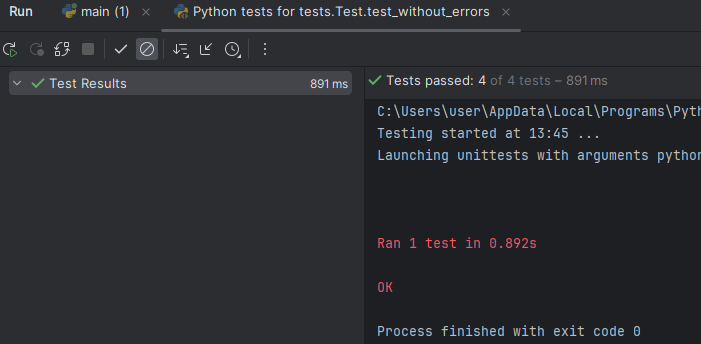 Run main (1) Python tests for tests.Test.test_without_errors
Test Results 891 ms
Tests passed: 4 of 4 tests – 891 ms
C:\Users\user\AppData\Local\Programs\Pyth
Testing started at 13:45 ...
Launching unittests with arguments python
Ran 1 test in 0.892s
OK
Process finished with exit code 0